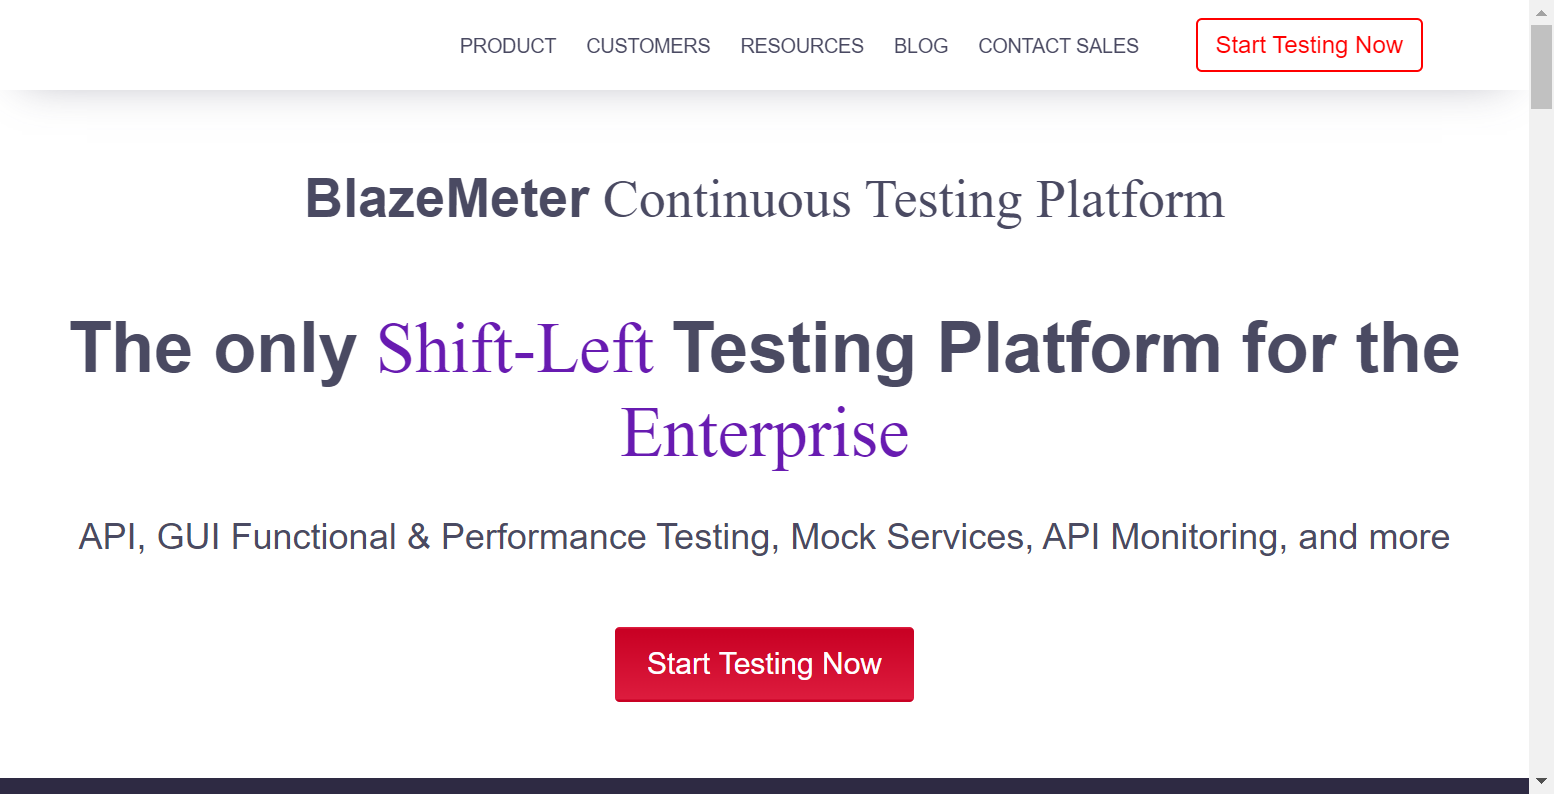 PRODUCT CUSTOMERS RESOURCES BLOG CONTACT SALES Start Testing Now
BlazeMeter Continuous Testing Platform
The only Shift-Left Testing Platform for the
Enterprise
API, GUI Functional & Performance Testing, Mock Services, API Monitoring, and more
Start Testing Now